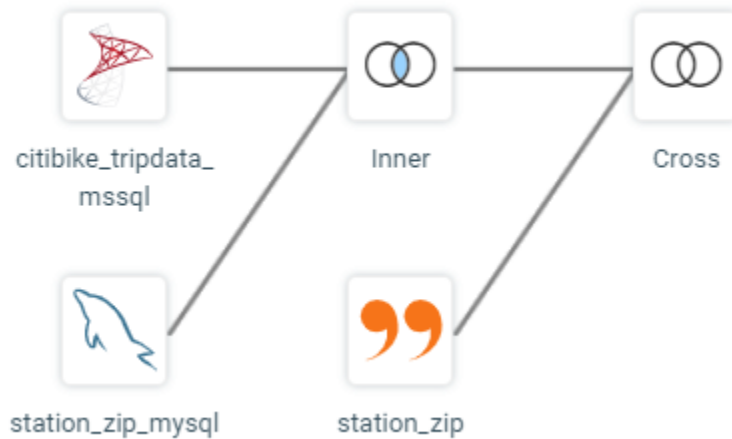 citibike_tripdata_
mssql
Inner
Cross
station_zip_mysql
station_zip